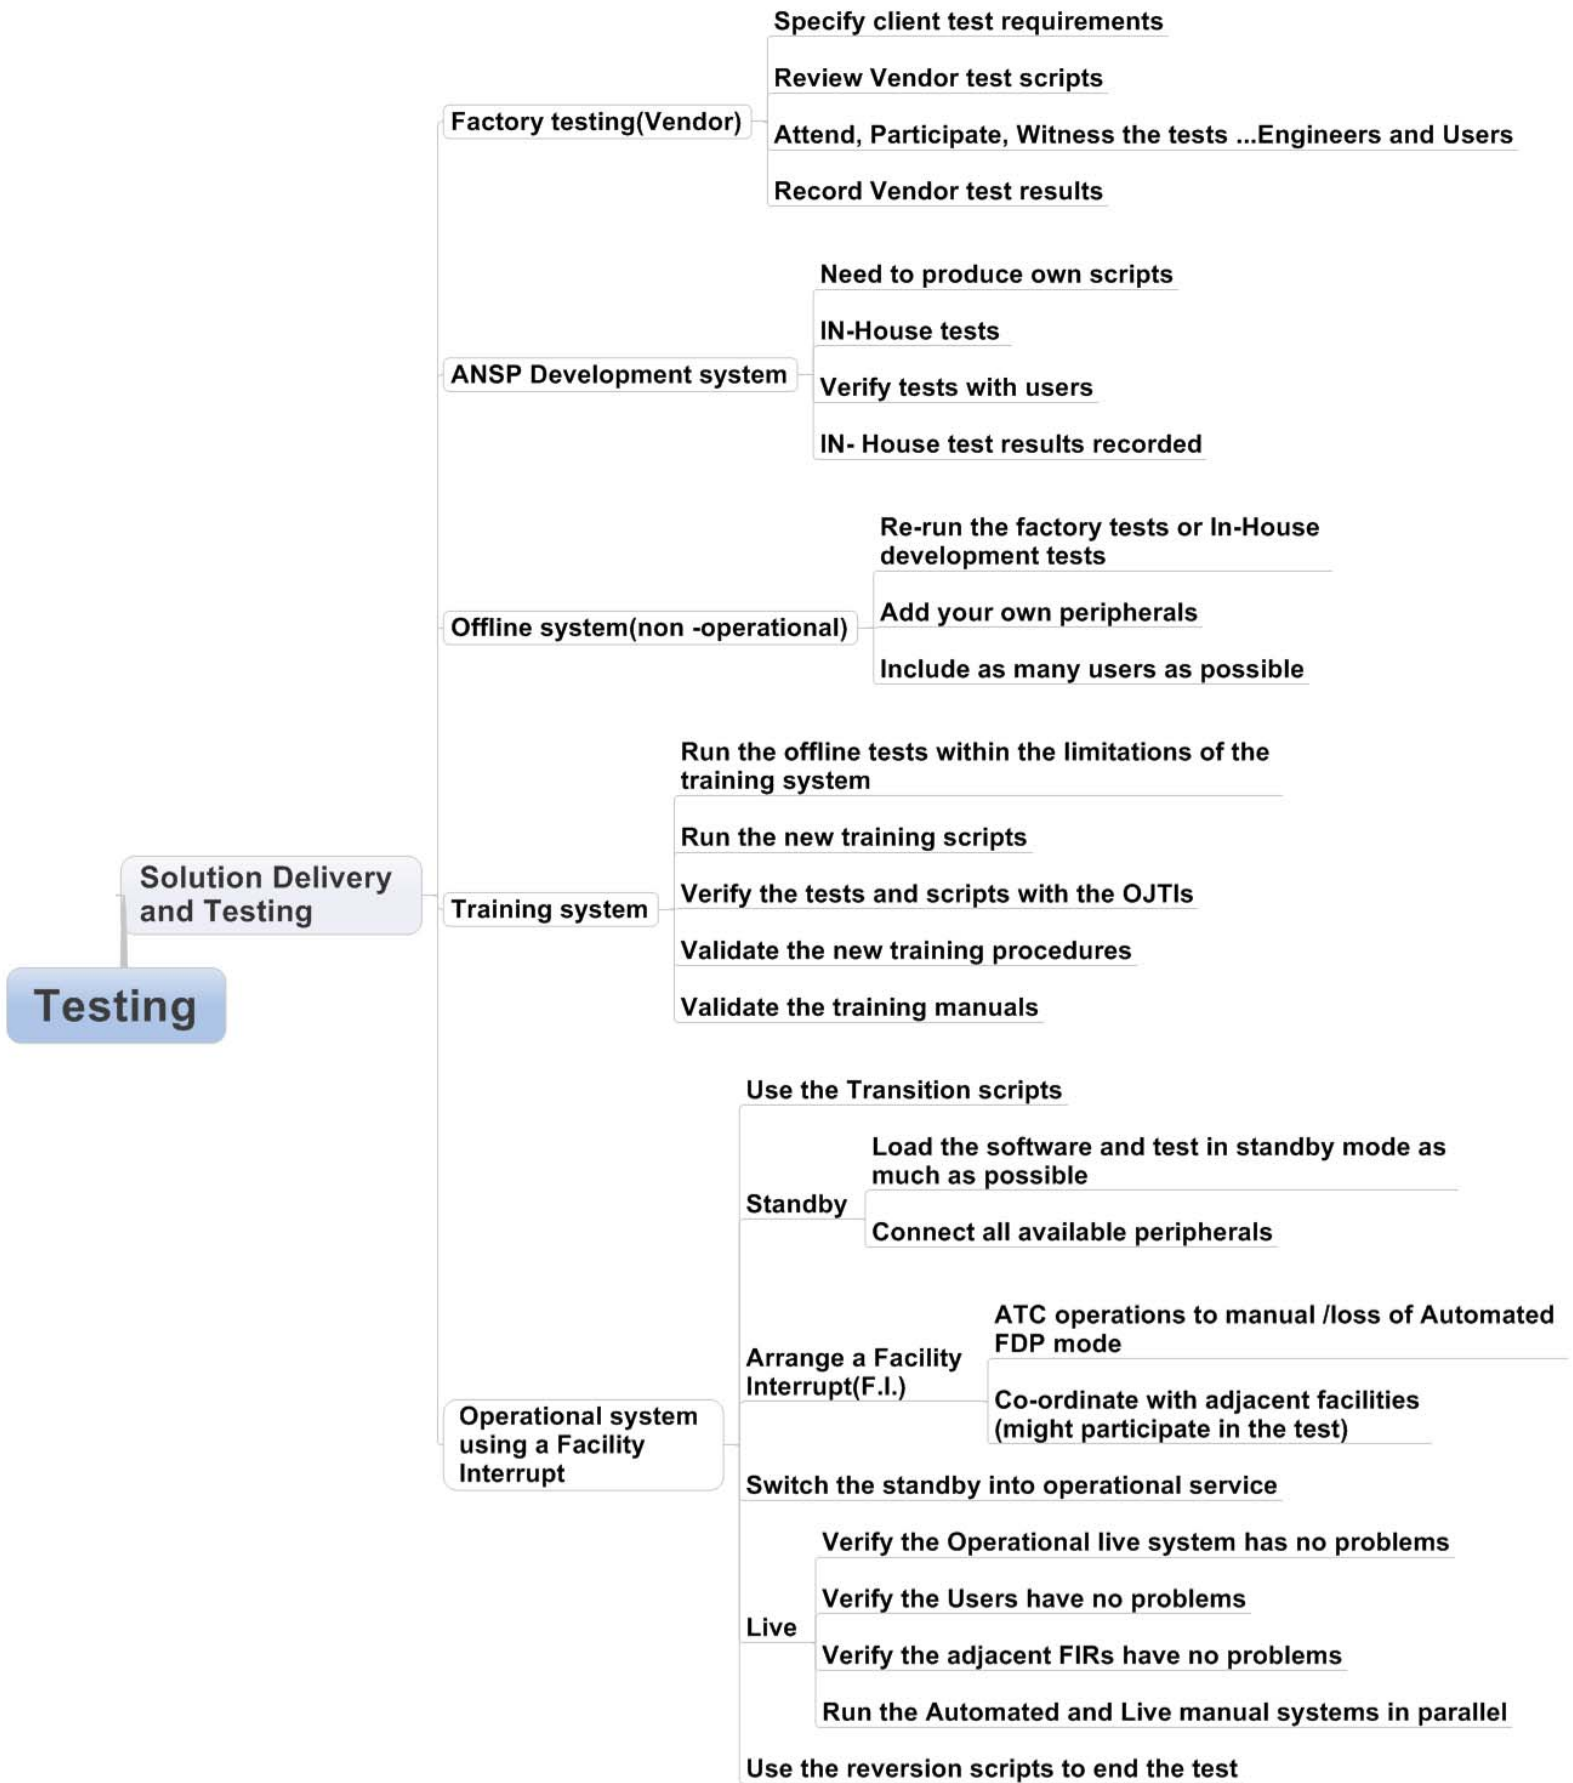 Testing
Solution Delivery
and Testing
Factory testing(Vendor)
Specify client test requirements
Review Vendor test scripts
Attend, Participate, Witness the tests ...Engineers and Users
Record Vendor test results
ANSP Development system
Need to produce own scripts
IN-House tests
Verify tests with users
IN- House test results recorded
Offline system(non -operational)
Re-run the factory tests or In-House
development tests
Add your own peripherals
Include as many users as possible
Training system
Run the offline tests within the limitations of the
training system
Run the new training scripts
Verify the tests and scripts with the OJTIs
Validate the new training procedures
Validate the training manuals
Operational system
using a Facility
Interrupt
Use the Transition scripts
Standby
Load the software and test in standby mode as
much as possible
Connect all available peripherals
Arrange a Facility
Interrupt(F.I.)
ATC operations to manual /loss of Automated
FDP mode
Co-ordinate with adjacent facilities
(might participate in the test)
Switch the standby into operational service
Live
Verify the Operational live system has no problems
Verify the Users have no problems
Verify the adjacent FIRs have no problems
Run the Automated and Live manual systems in parallel
Use the reversion scripts to end the test